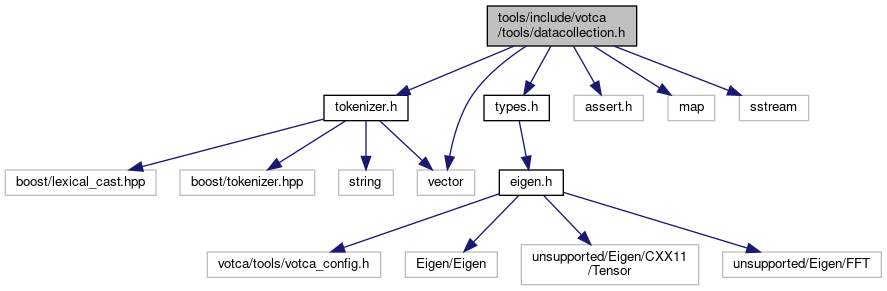 tools/include/votca
/tools/datacollection.h
tokenizer.h
types.h
assert.h
map
sstream
boost/lexical_cast.hpp
boost/tokenizer.hpp
string
vector
eigen.h
votca/tools/votca_config.h
Eigen/Eigen
unsupported/Eigen/CXX11
/Tensor
unsupported/Eigen/FFT